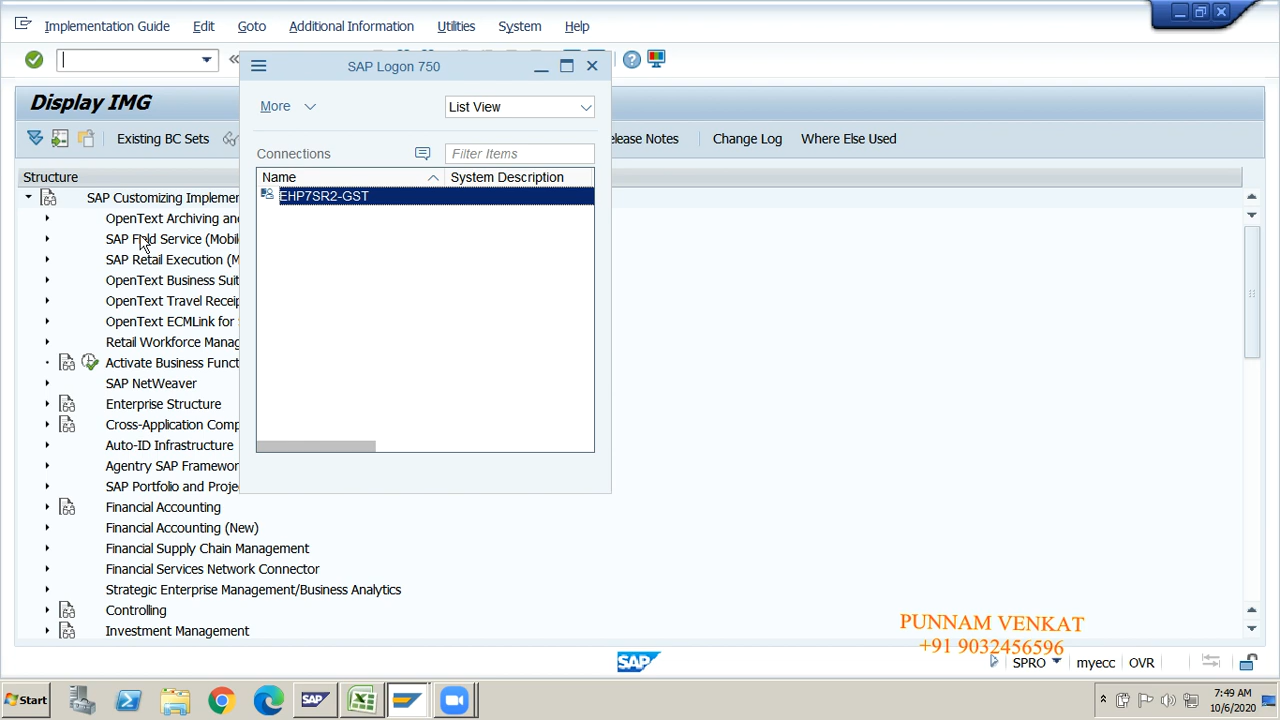 Implementation Guide Edit Goto Additional Information Utilities System Help
SAP Logon 750
Display IMG
More List View
Existing BC Sets elease Notes Change Log Where Else Used
Connections Filter Items
Structure
Name System Description
EHP7SR2-GST
SAP Customizing Implemer
OpenText Archiving and
SAP Field Service (Mobil
SAP Retail Execution (M
OpenText Business Suit
OpenText Travel Receip
OpenText ECMLink for S
Retail Workforce Manag
Activate Business Funct
SAP NetWeaver
Enterprise Structure
Cross-Application Comp
Auto-ID Infrastructure
Agentry SAP Framewor
SAP Portfolio and Projec
Financial Accounting
Financial Accounting (New)
Financial Supply Chain Management
Financial Services Network Connector
Strategic Enterprise Management/Business Analytics
Controlling
Investment Management
PUNNAM VENKAT
+91 9032456596
SAP
SPRO myecc OVR
Start
SAP
7:49 AM
10/6/2020